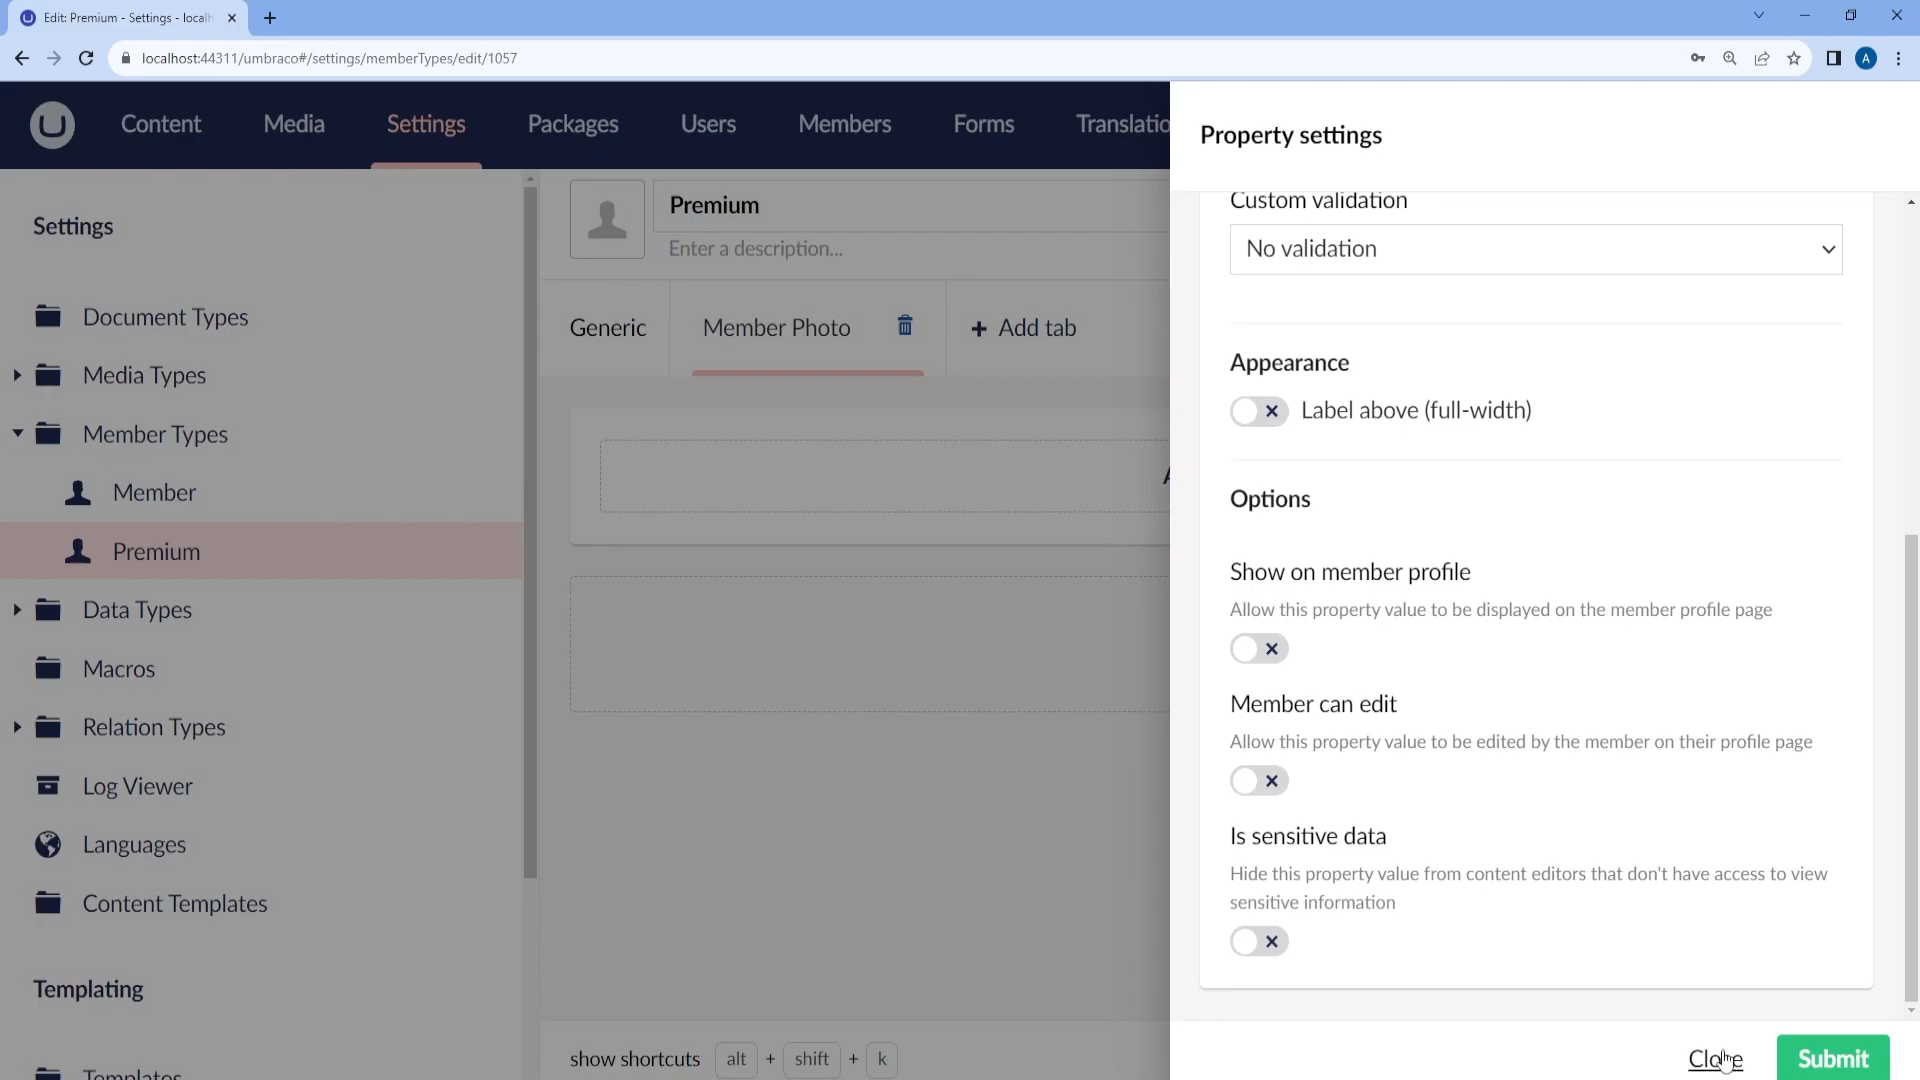 Edit: Premium - Settings - localh
localhost:44311/umbraco#/settings/memberTypes/edit/1057
A
Content
Media
Settings
Packages
Users
Members
Forms
Translatio
Property settings
Settings
Document Types
Media Types
Member Types
Member
Premium
Data Types
Macros
Relation Types
Log Viewer
Languages
Content Templates
Templating
Templates
Premium
Enter a description...
Generic
Member Photo
+ Add tab
A
show shortcuts alt + shift + k
Custom validation
No validation
Appearance
Label above (full-width)
Options
Show on member profile
Allow this property value to be displayed on the member profile page
Member can edit
Allow this property value to be edited by the member on their profile page
Is sensitive data
Hide this property value from content editors that don't have access to view
sensitive information
Close
Submit